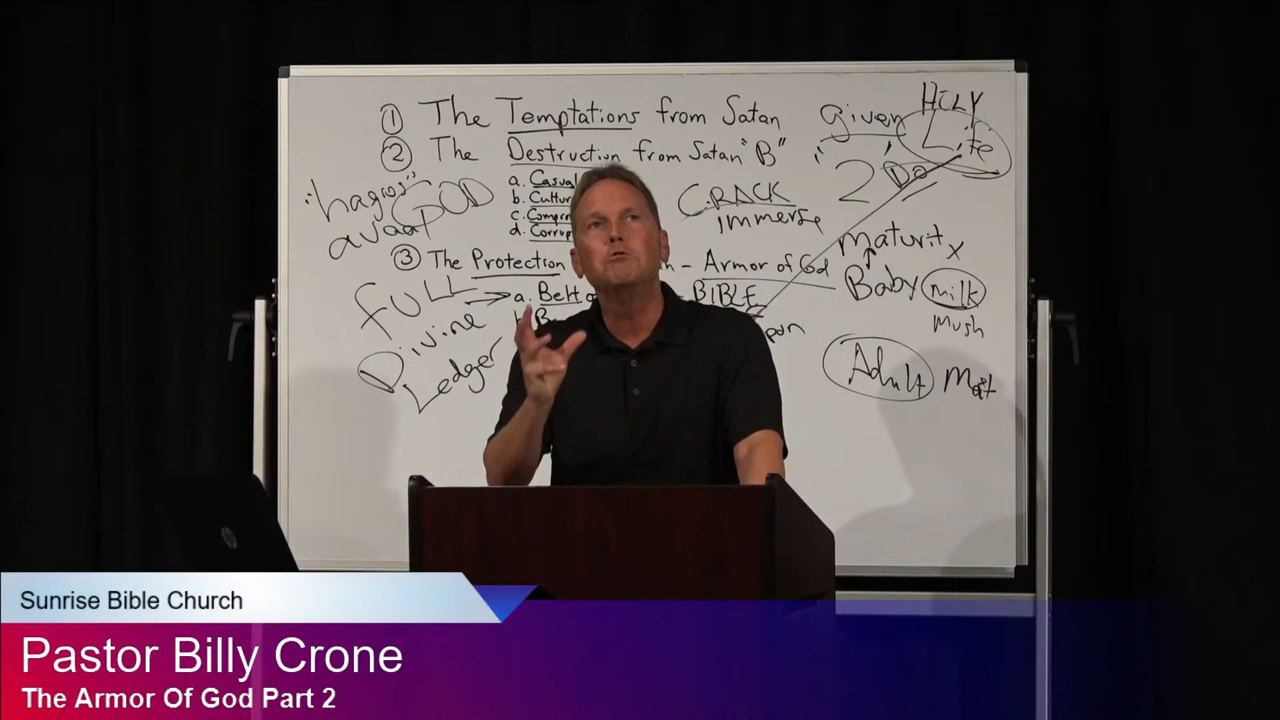 ① The Temptations from Satan
② The Destruction from Satan "B"
a. Casual
b. Cultur
c. Compr
d. Corrup
③ The Protection - Armor of God
a. Belt o
BIBLE
"hagios"
GOD
FULL
Divine
Ledger
CRACK
immerse
given
HOLY
Life
2
Do
maturity
Baby milk
mush
Adult meat
Sunrise Bible Church
Pastor Billy Crone
The Armor Of God Part 2